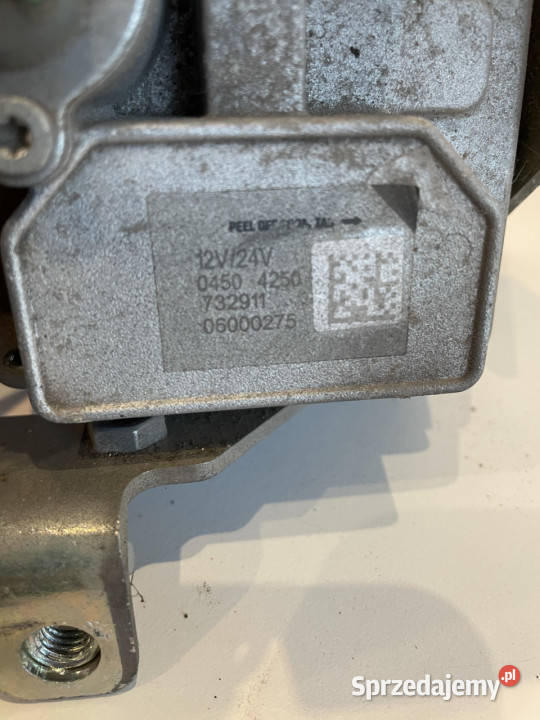 PEEL OFF
12V/24V
0450 4250
732911
06000275
Sprzedajemy.pl